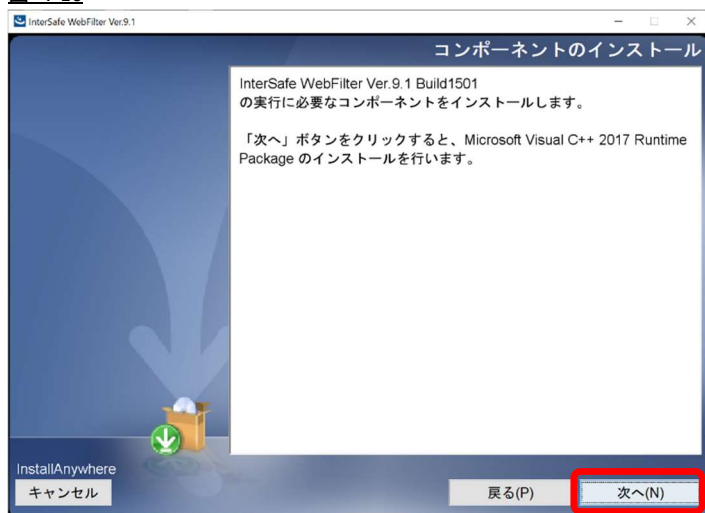 InterSafe WebFilter Ver.9.1
コンポーネントのインストール
InterSafe WebFilter Ver.9.1 Build1501
の実行に必要なコンポーネントをインストールします。
「次へ」ボタンをクリックすると、Microsoft Visual C++ 2017 Runtime
Package のインストールを行います。
InstallAnywhere
キャンセル
戻る(P)
次へ(N)